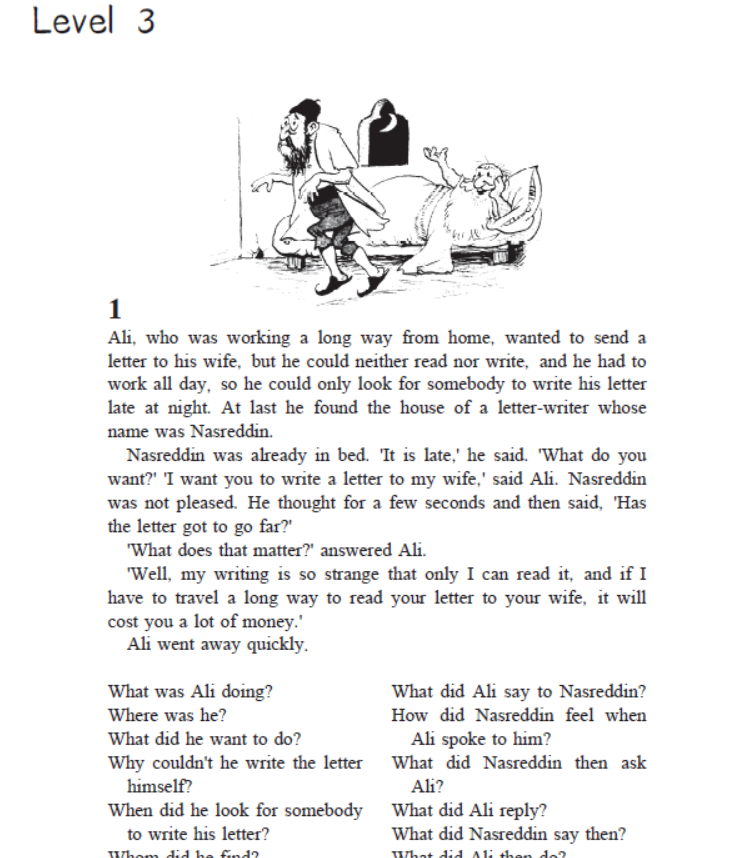 Level 3
1
Ali, who was working a long way from home, wanted to send a
letter to his wife, but he could neither read nor write, and he had to
work all day, so he could only look for somebody to write his letter
late at night. At last he found the house of a letter-writer whose
name was Nasreddin.
Nasreddin was already in bed. 'It is late,' he said. 'What do you
want?' 'I want you to write a letter to my wife,' said Ali. Nasreddin
was not pleased. He thought for a few seconds and then said, 'Has
the letter got to go far?'
'What does that matter?' answered Ali.
'Well, my writing is so strange that only I can read it, and if I
have to travel a long way to read your letter to your wife, it will
cost you a lot of money.'
Ali went away quickly.
What was Ali doing?
Where was he?
What did he want to do?
Why couldn't he write the letter
himself?
When did he look for somebody
to write his letter?
Whom did he find?
What did Ali say to Nasreddin?
How did Nasreddin feel when
Ali spoke to him?
What did Nasreddin then ask
Ali?
What did Ali reply?
What did Nasreddin say then?
What did Ali then do?